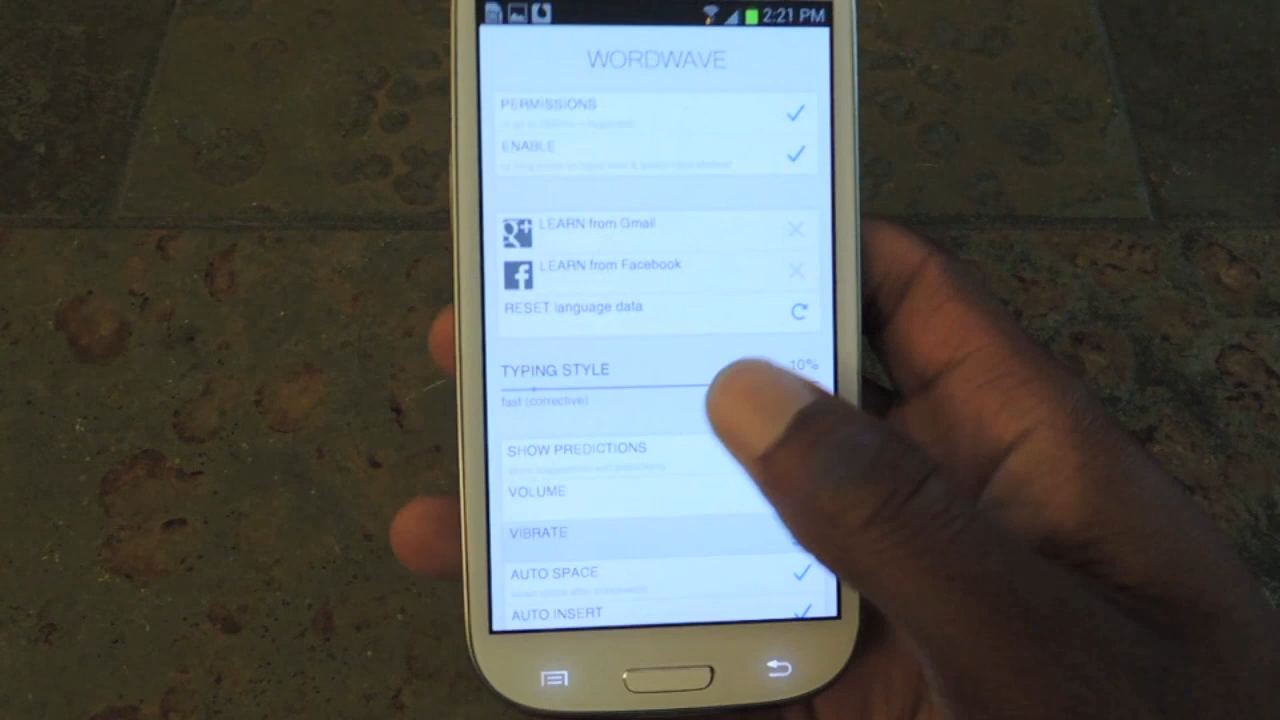 2:21 PM
WORDWAVE
PERMISSIONS
ENABLE
g+
LEARN from Gmail
f
LEARN from Facebook
RESET language data
TYPING STYLE
10%
fast (corrective)
SHOW PREDICTIONS
VOLUME
VIBRATE
AUTO SPACE
AUTO INSERT